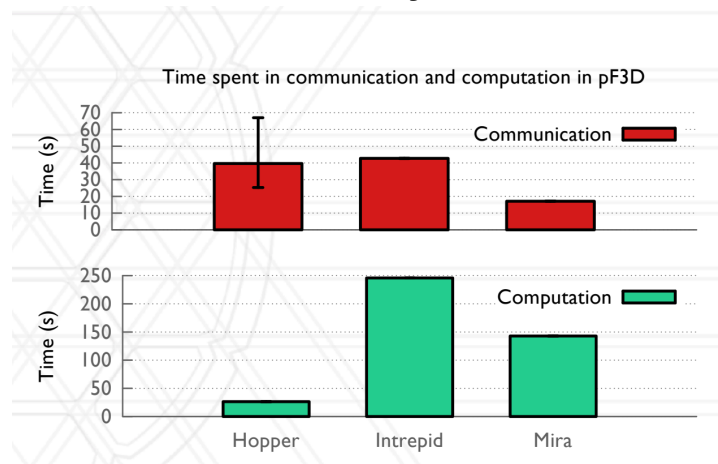 Time spent in communication and computation in pF3D
70
60
50
40
30
20
10
0
Time (s)
Communication
250
200
150
100
50
0
Time (s)
Computation
Hopper Intrepid Mira